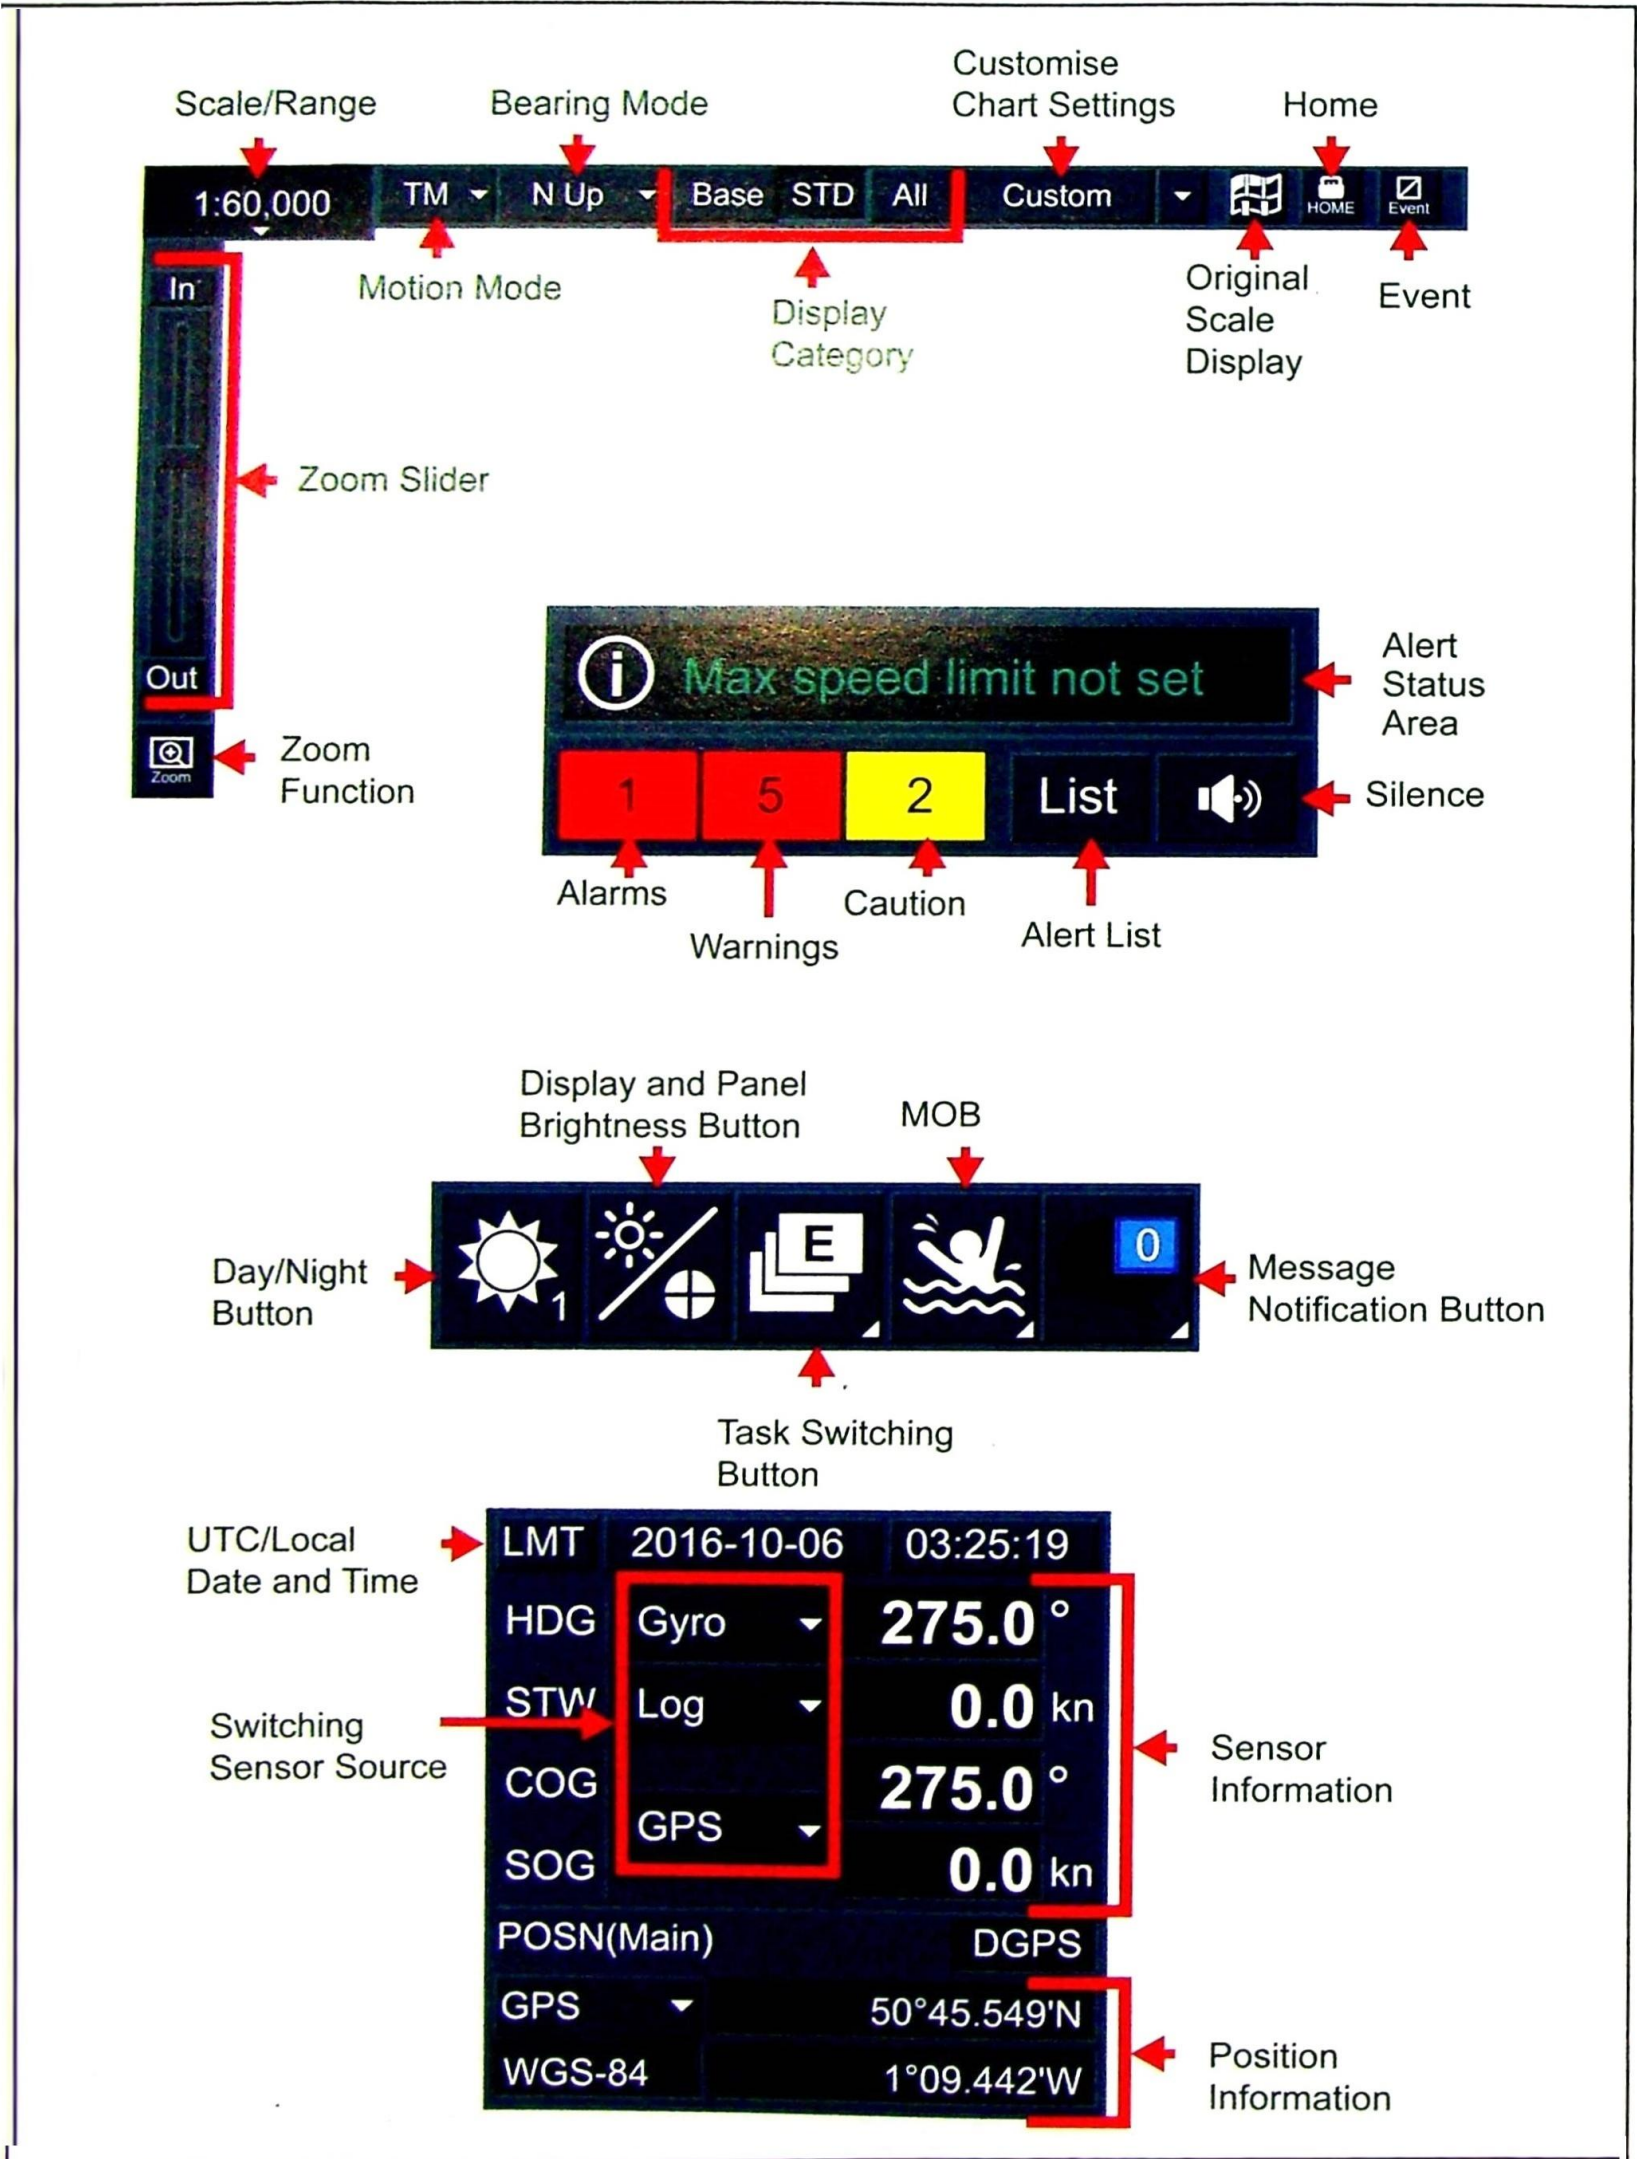 Customise
Scale/Range Bearing Mode Chart Settings Home
1:60,000 TM N Up Base STD All Custom HOME Event
In
Motion Mode
Display
Category
Original
Scale
Display
Event
Zoom Slider
Out
Zoom
Zoom
Function
Max speed limit not set
Alert
Status
Area
1 5 2 List
Silence
Alarms
Warnings
Caution
Alert List
Display and Panel
Brightness Button
MOB
Day/Night
Button
1
E
0
Message
Notification Button
Task Switching
Button
UTC/Local
Date and Time
LMT 2016-10-06 03:25:19
HDG Gyro 275.0 °
STW Log 0.0 kn
Switching
Sensor Source
COG 275.0 °
GPS
SOG 0.0 kn
Sensor
Information
POSN(Main) DGPS
GPS 50°45.549'N
WGS-84 1°09.442'W
Position
Information